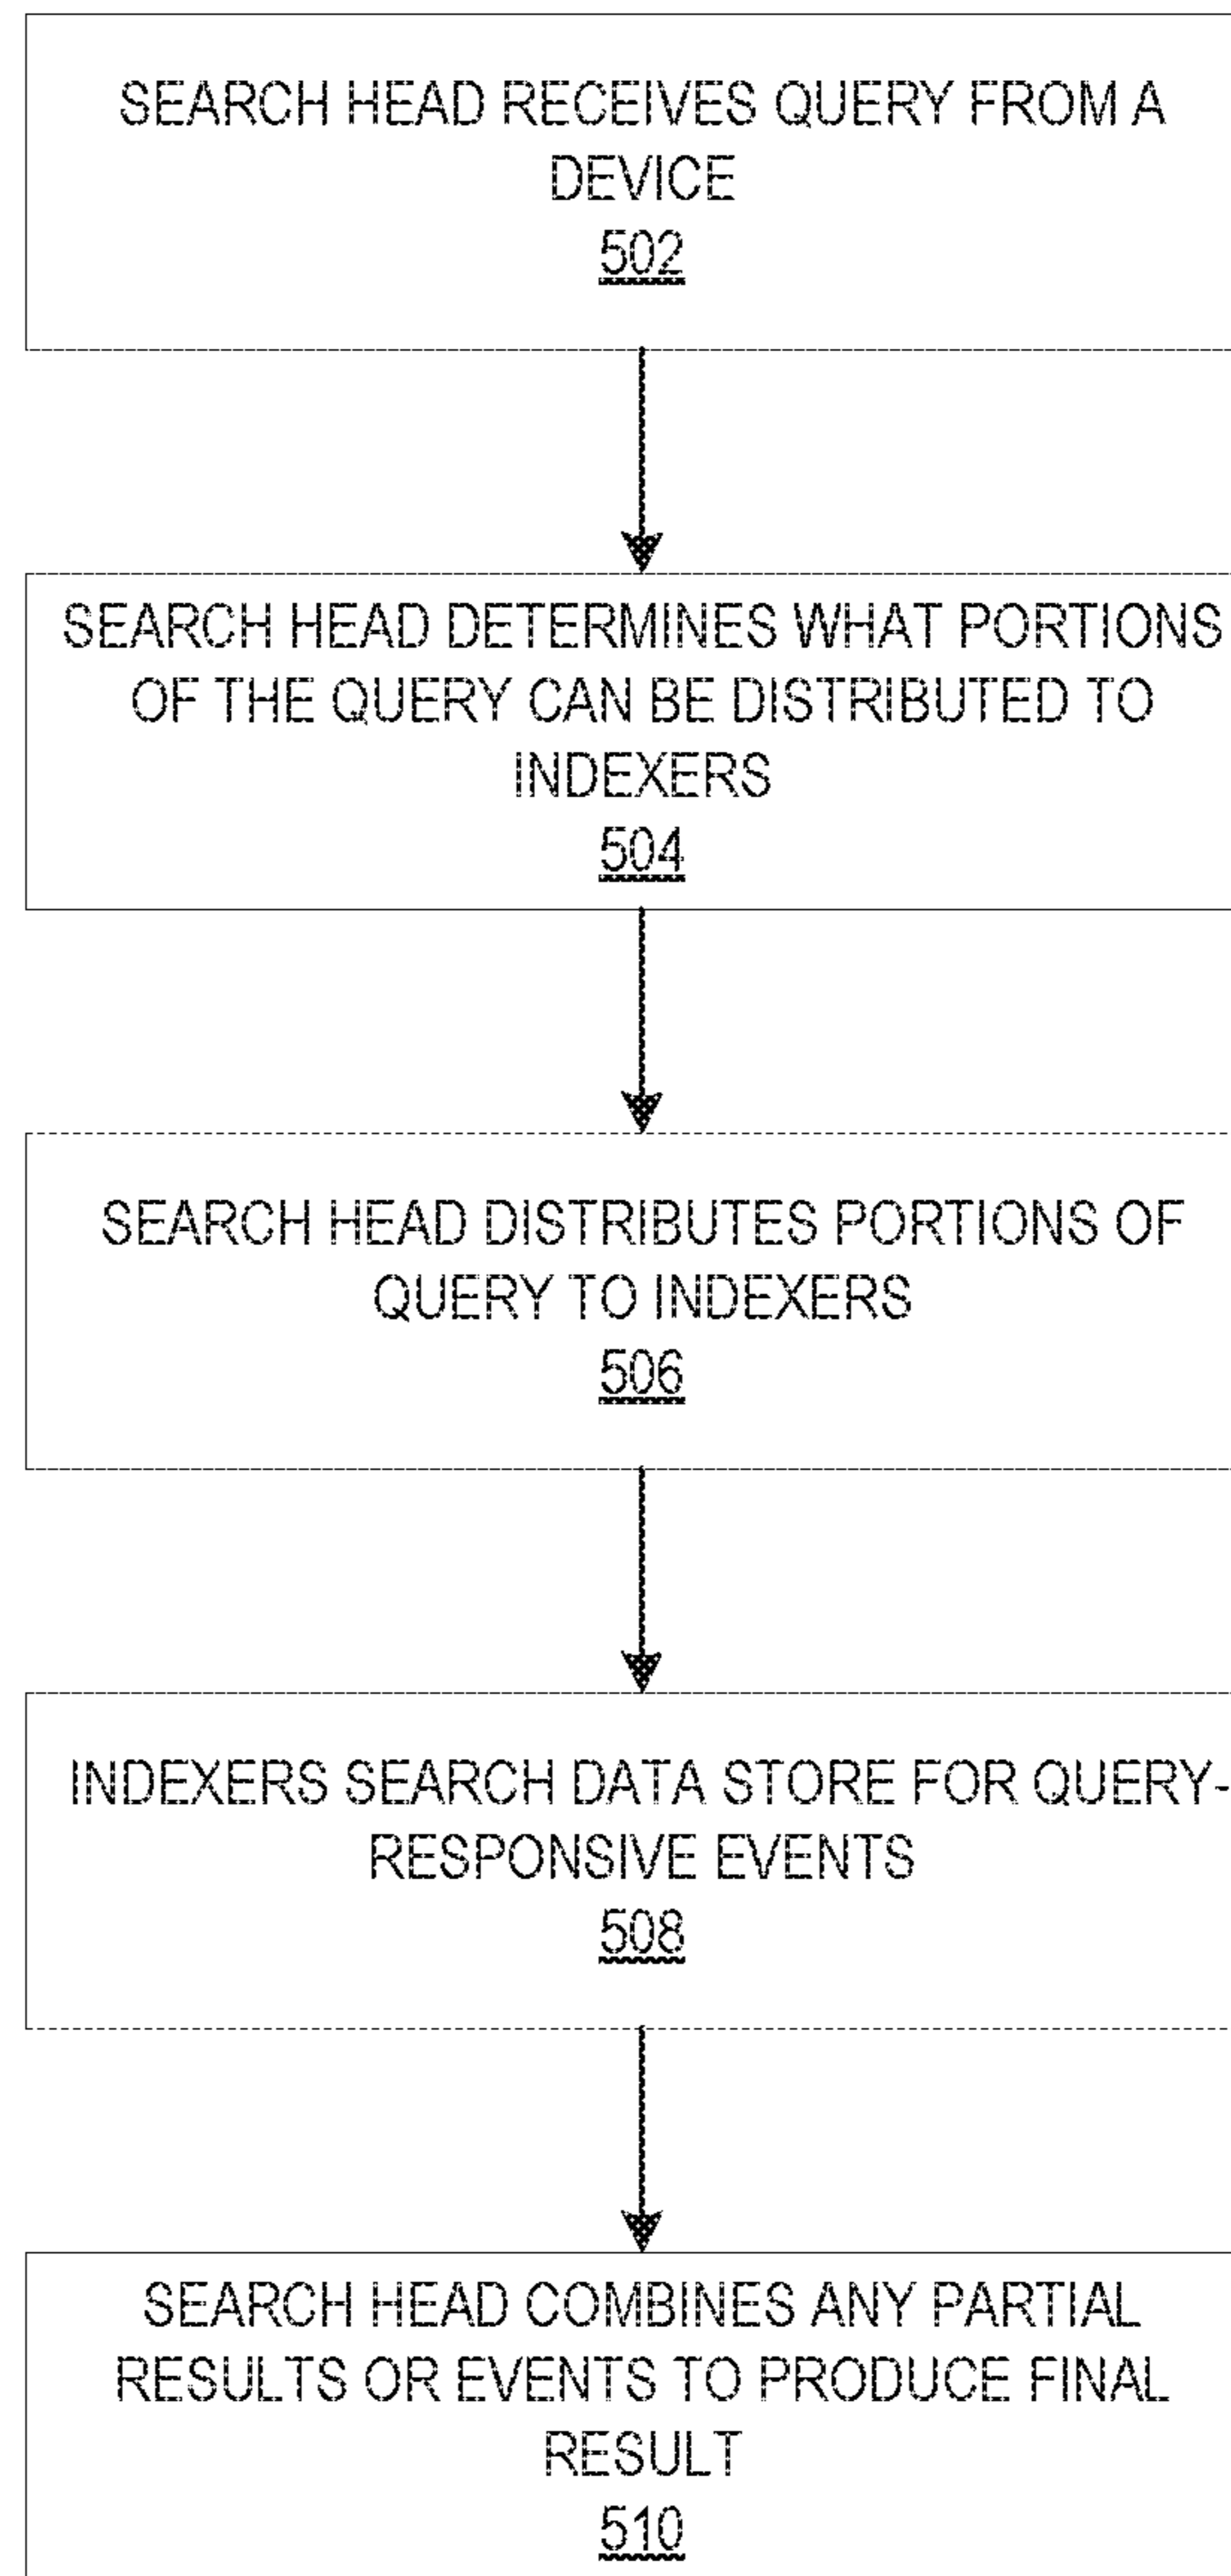 SEARCH HEAD RECEIVES QUERY FROM A
DEVICE
502
SEARCH HEAD DETERMINES WHAT PORTIONS
OF THE QUERY CAN BE DISTRIBUTED TO
INDEXERS
504
SEARCH HEAD DISTRIBUTES PORTIONS OF
QUERY TO INDEXERS
506
INDEXERS SEARCH DATA STORE FOR QUERY-
RESPONSIVE EVENTS
508
SEARCH HEAD COMBINES ANY PARTIAL
RESULTS OR EVENTS TO PRODUCE FINAL
RESULT
510